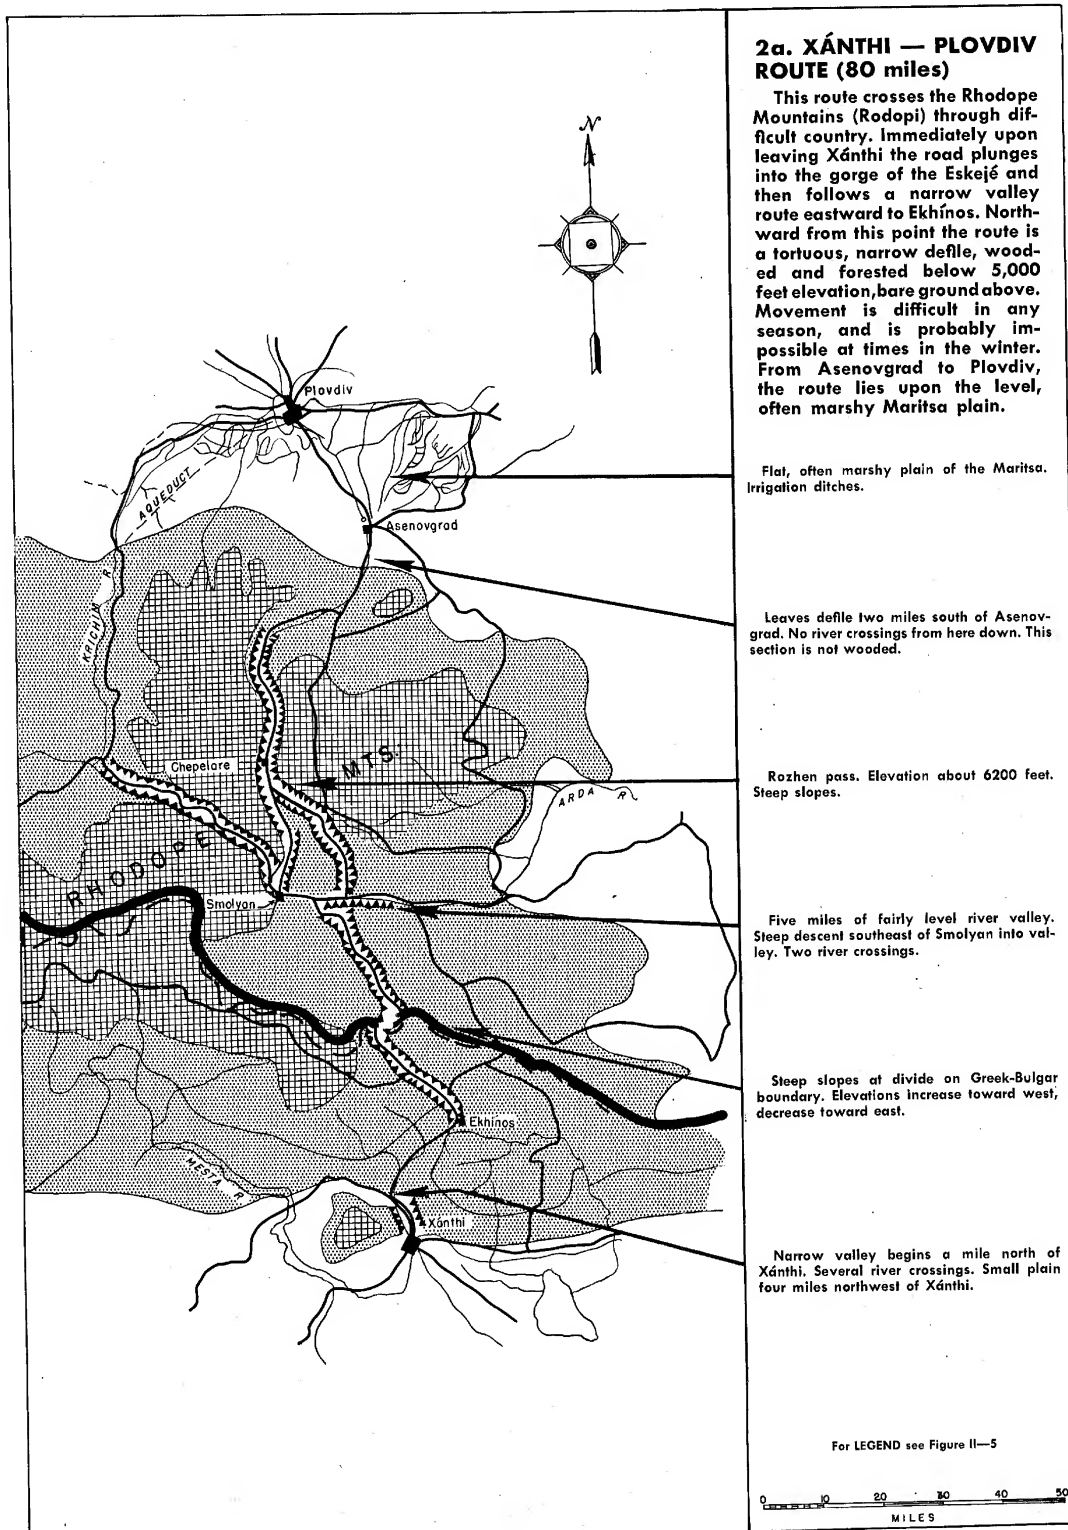 2a. XÁNTHI — PLOVDIV
ROUTE (80 miles)
This route crosses the Rhodope
Mountains (Rodopi) through dif-
ficult country. Immediately upon
leaving Xánthi the road plunges
into the gorge of the Eskejé and
then follows a narrow valley
route eastward to Ekhínos. North-
ward from this point the route is
a tortuous, narrow defile, wood-
ed and forested below 5,000
feet elevation, bare ground above.
Movement is difficult in any
season, and is probably im-
possible at times in the winter.
From Asenovgrad to Plovdiv,
the route lies upon the level,
often marshy Maritsa plain.
Flat, often marshy plain of the Maritsa.
Irrigation ditches.
Leaves defile two miles south of Asenov-
grad. No river crossings from here down. This
section is not wooded.
Rozhen pass. Elevation about 6200 feet.
Steep slopes.
Five miles of fairly level river valley.
Steep descent southeast of Smolyan into val-
ley. Two river crossings.
Steep slopes at divide on Greek-Bulgar
boundary. Elevations increase toward west,
decrease toward east.
Narrow valley begins a mile north of
Xánthi. Several river crossings. Small plain
four miles northwest of Xánthi.
For LEGEND see Figure II—5
0 10 20 30 40 50
MILES
N
Plovdiv
AQUEDUCT
Asenovgrad
KRICHIM R
Chepelare
MTS.
ARDA R
RHODOPE
Smolyan
Ekhínos
MESTA R
Xánthi